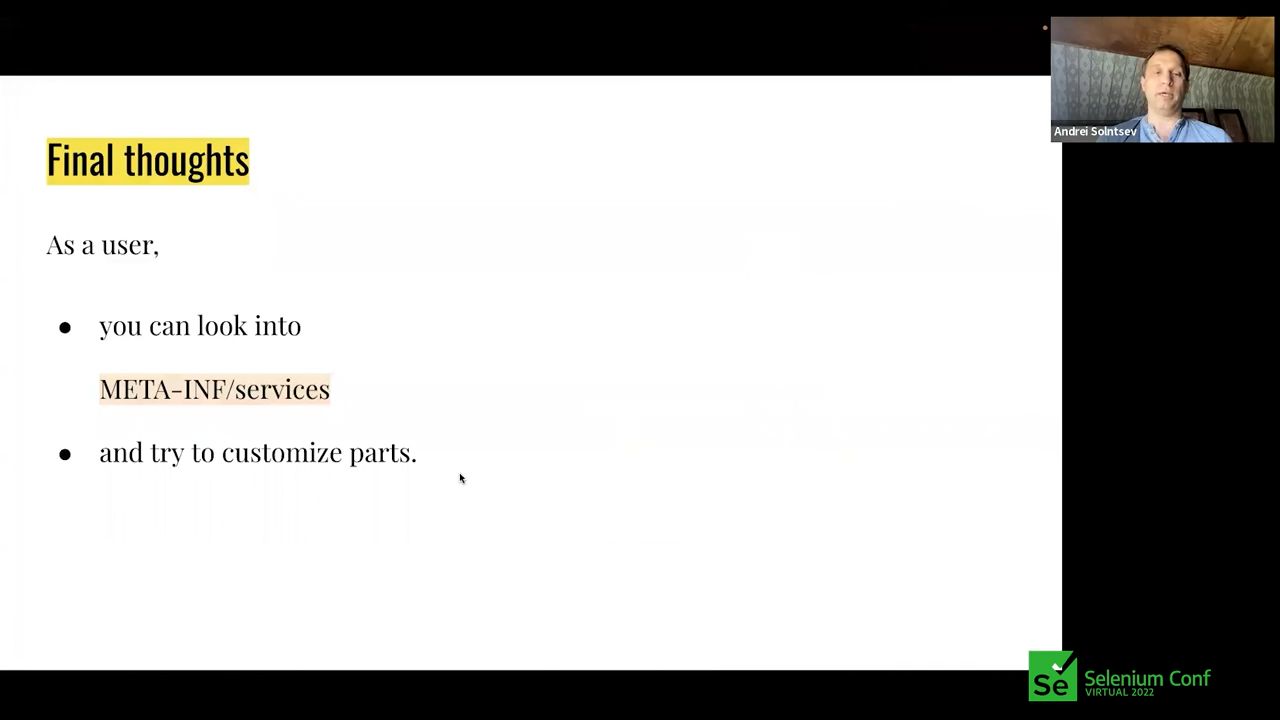 Final thoughts
As a user,
● you can look into
META-INF/services
● and try to customize parts.
Andrei Solntsev
Se
Selenium Conf
VIRTUAL 2022